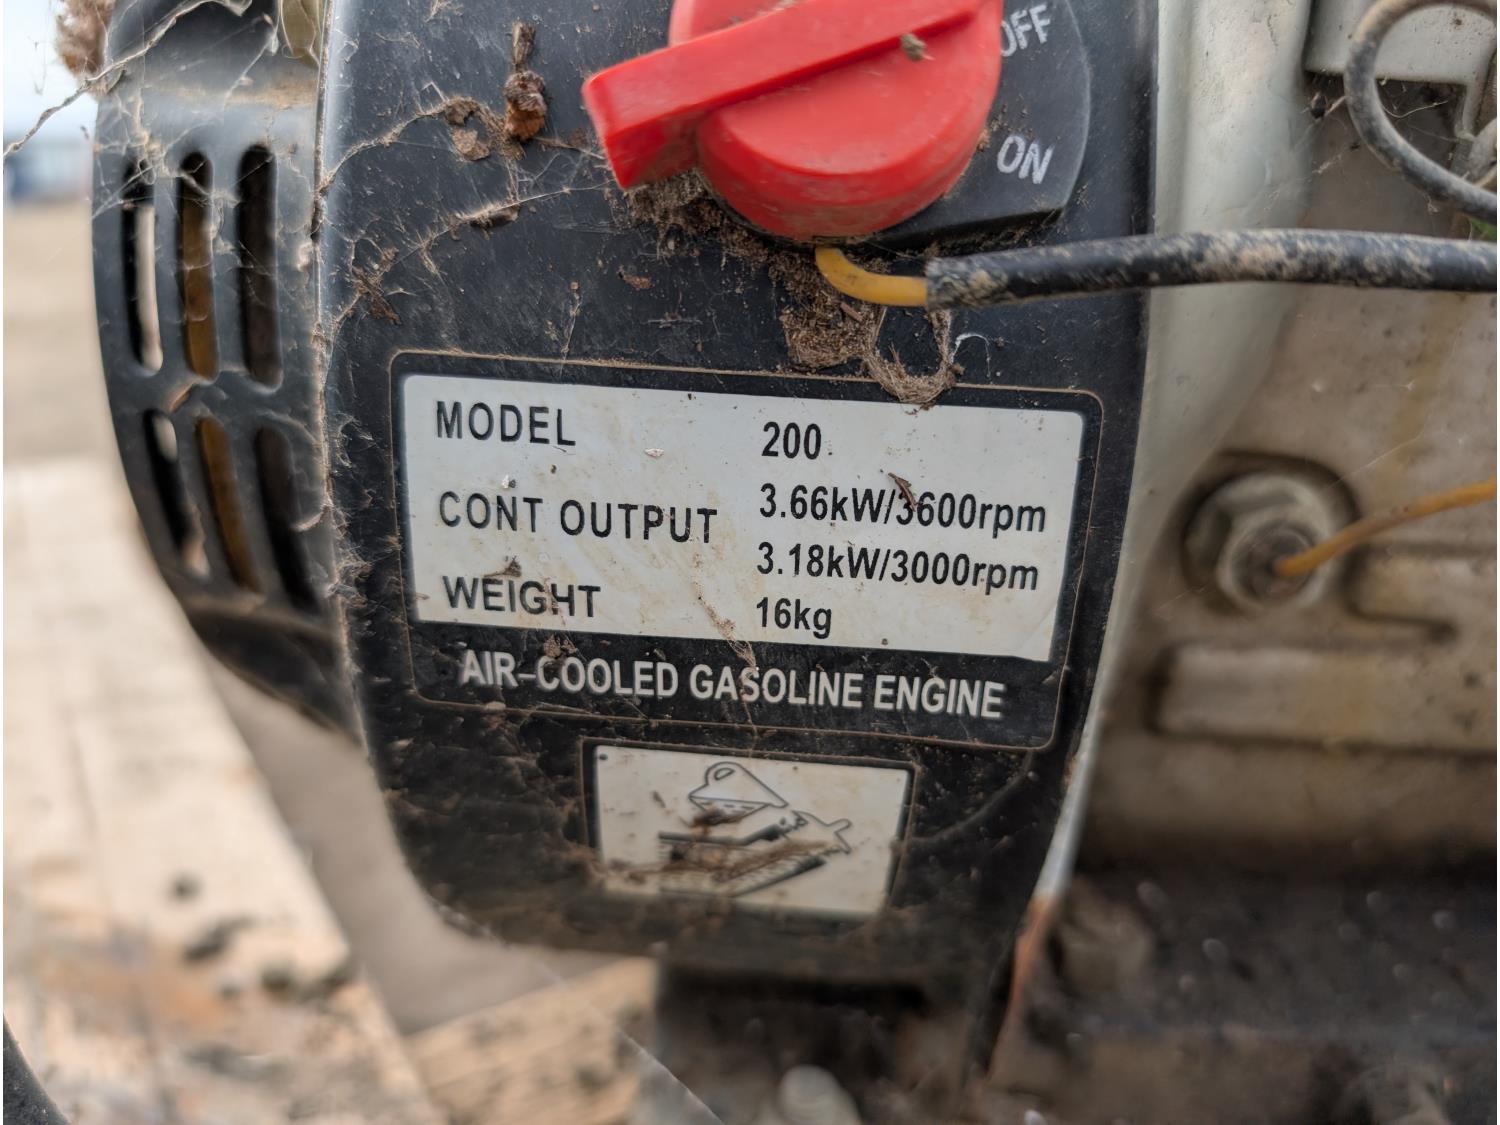 OFF
ON
MODEL 200
CONT OUTPUT 3.66kW/3600rpm
3.18kW/3000rpm
WEIGHT 16kg
AIR-COOLED GASOLINE ENGINE